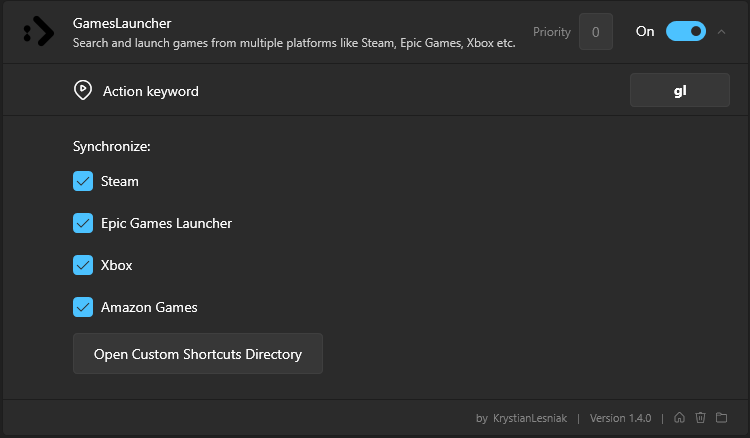 GamesLauncher
Search and launch games from multiple platforms like Steam, Epic Games, Xbox etc.
Priority 0 On
Action keyword gl
Synchronize:
Steam
Epic Games Launcher
Xbox
Amazon Games
Open Custom Shortcuts Directory
by KrystianLesniak | Version 1.4.0 |